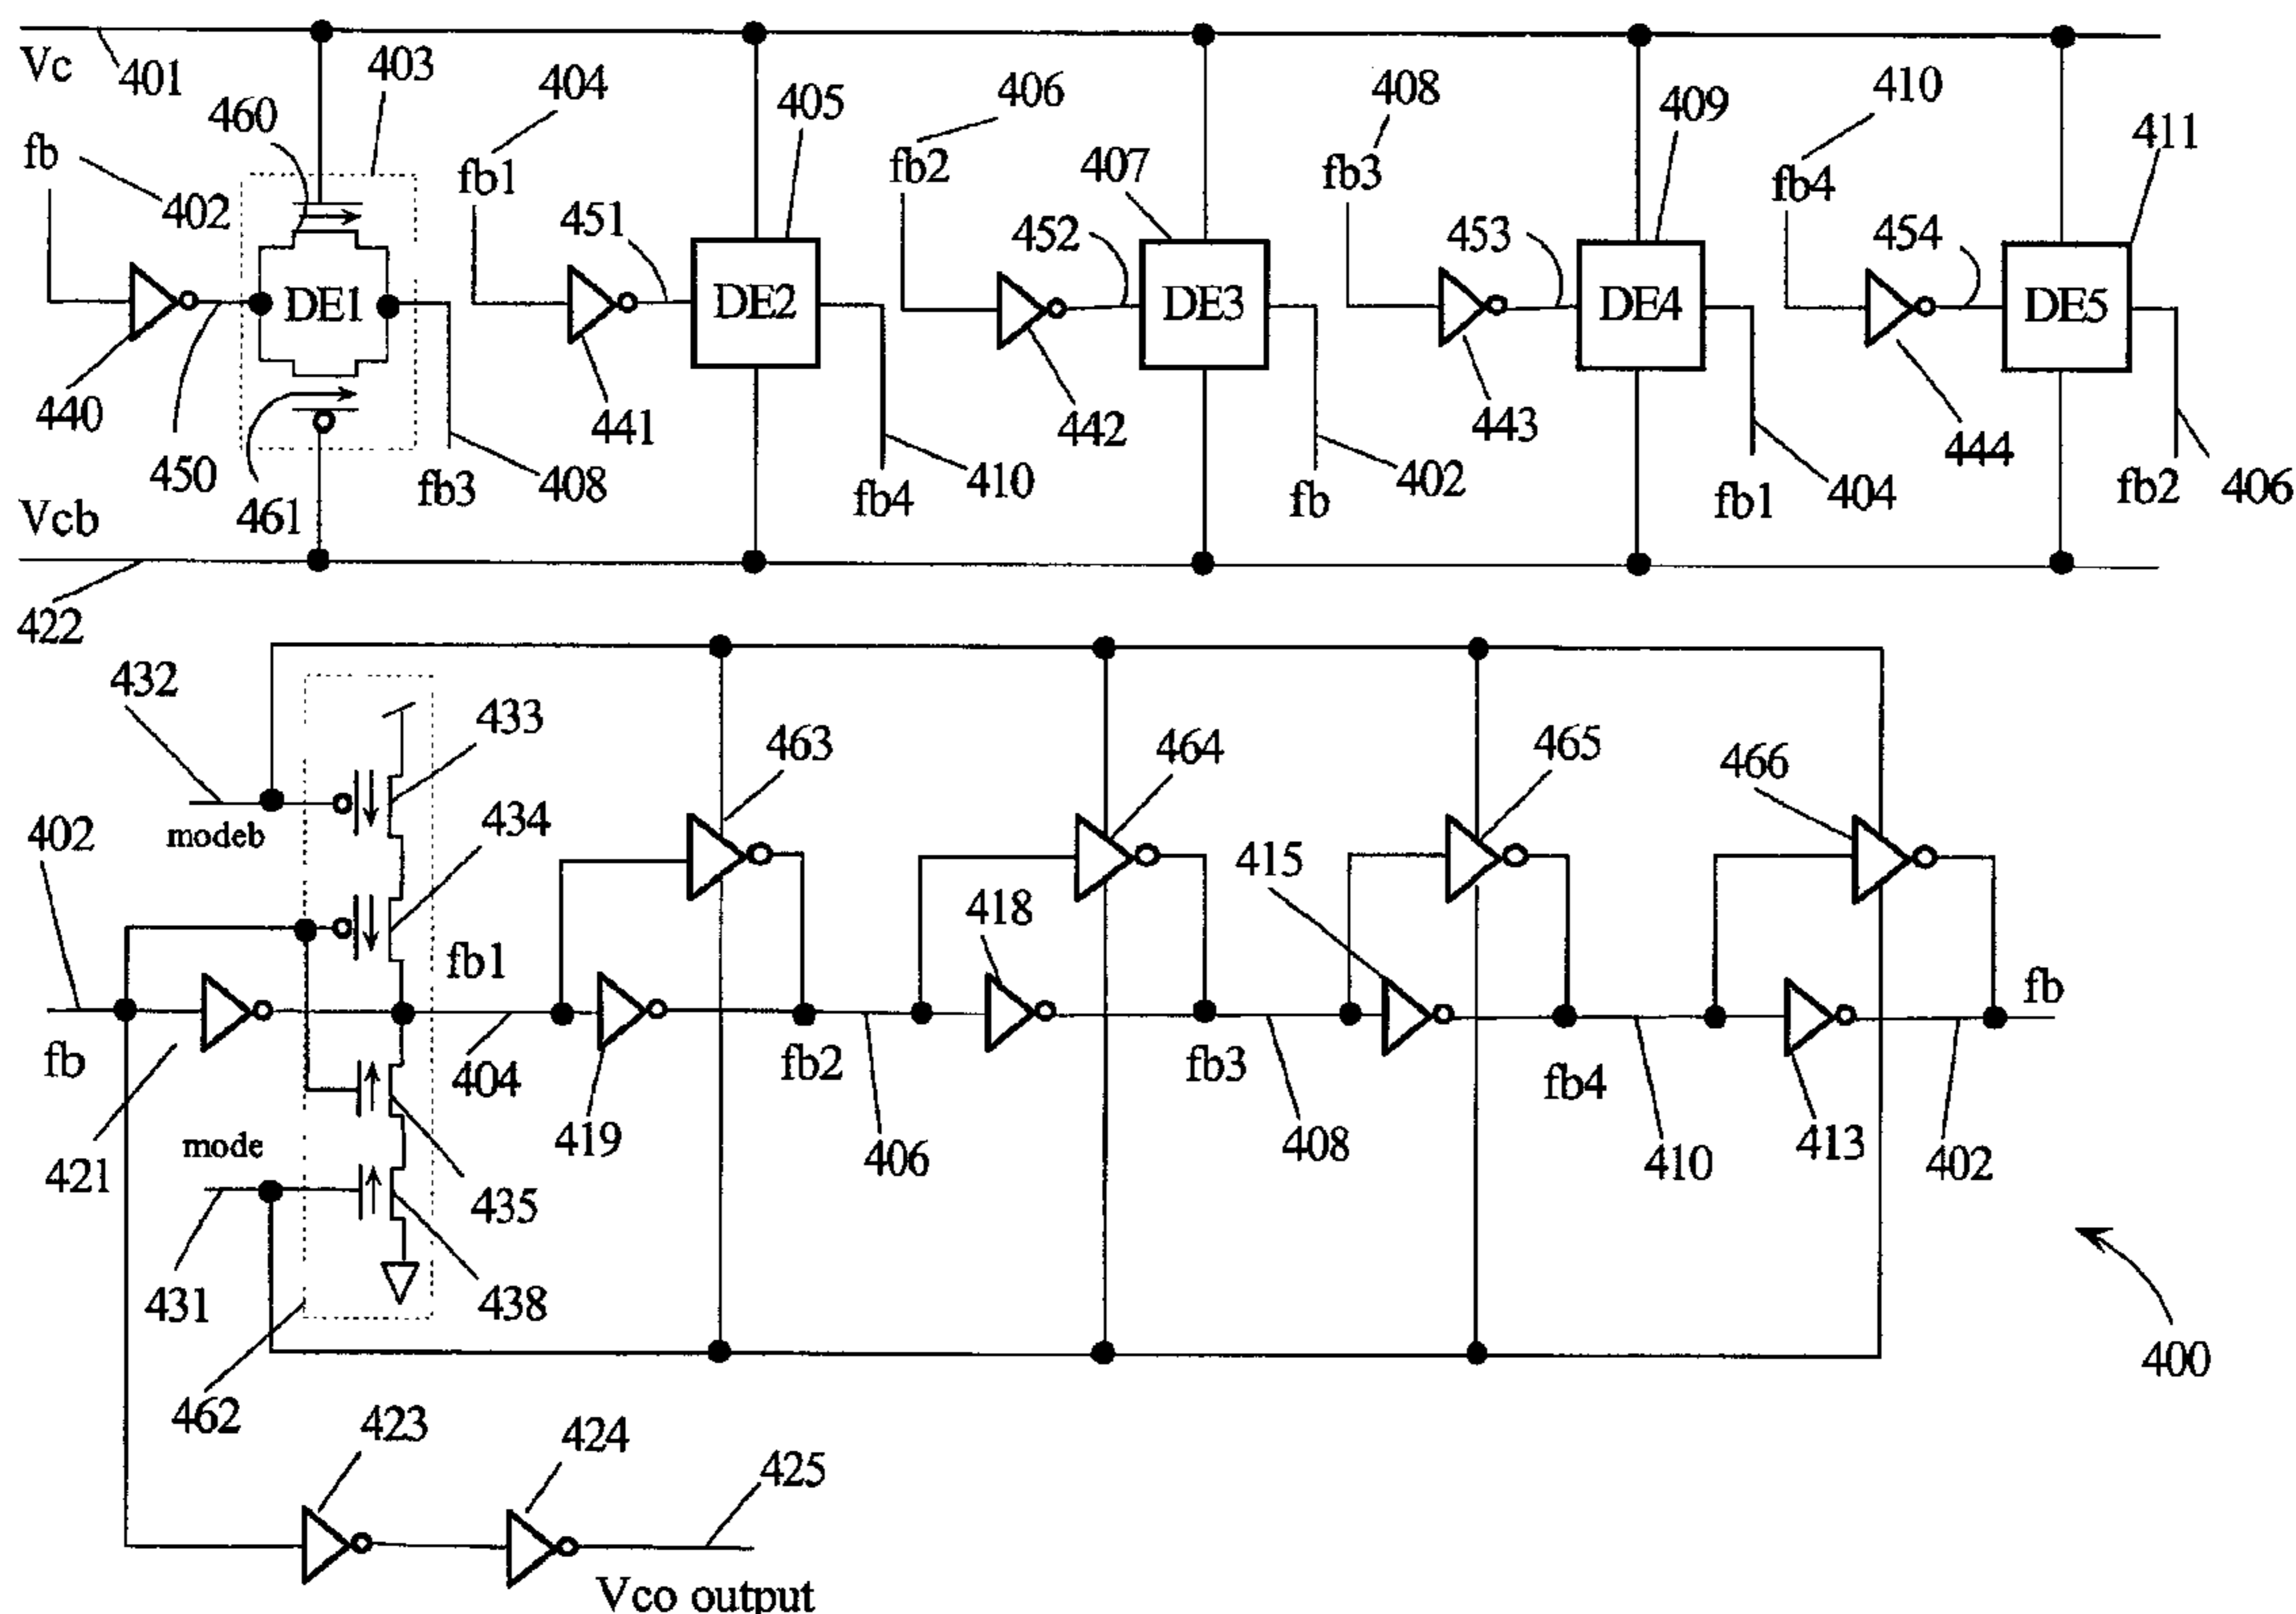 Vc
401
403
404
405
406
408
409
410
411
460
fb
402
fb1
451
fb2
407
452
fb3
453
fb4
454
DE1
DE2
DE3
DE4
DE5
440
450
461
fb3
408
441
fb4
410
442
fb
402
443
fb1
404
444
fb2
406
Vcb
422
432
433
463
464
465
466
modeb
402
434
415
418
fb1
fb
421
404
419
fb2
406
fb3
408
fb4
410
413
402
fb
mode
435
431
438
462
400
423
424
425
Vco output